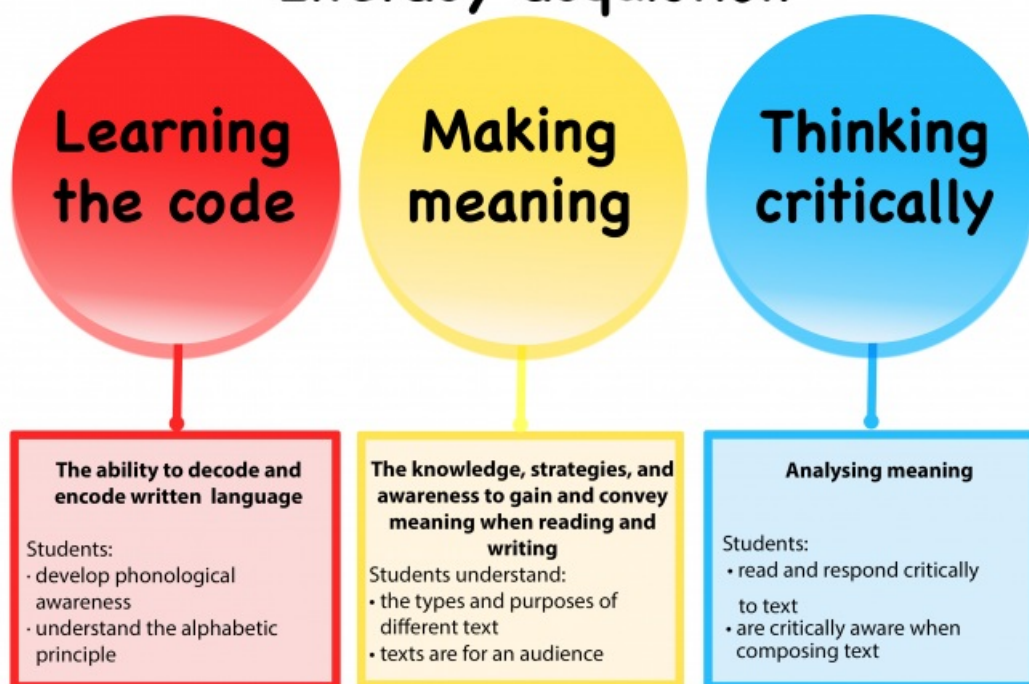 Literacy acquisition
Learning
the code
Making
meaning
Thinking
critically
The ability to decode and
encode written language
Students:
· develop phonological
awareness
· understand the alphabetic
principle
The knowledge, strategies, and
awareness to gain and convey
meaning when reading and
writing
Students understand:
• the types and purposes of
different text
• texts are for an audience
Analysing meaning
Students:
• read and respond critically
to text
• are critically aware when
composing text